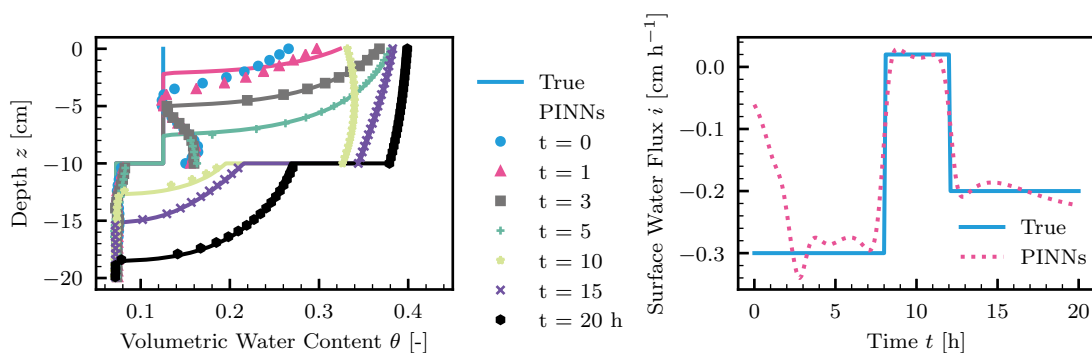 0
−5
−10
−15
−20
Depth z [cm]
0.1
0.2
0.3
0.4
Volumetric Water Content θ [-]
True
PINNs
t = 0
t = 1
t = 3
t = 5
t = 10
t = 15
t = 20 h
0.0
−0.1
−0.2
−0.3
Surface Water Flux i [cm h⁻¹]
True
PINNs
0
5
10
15
20
Time t [h]